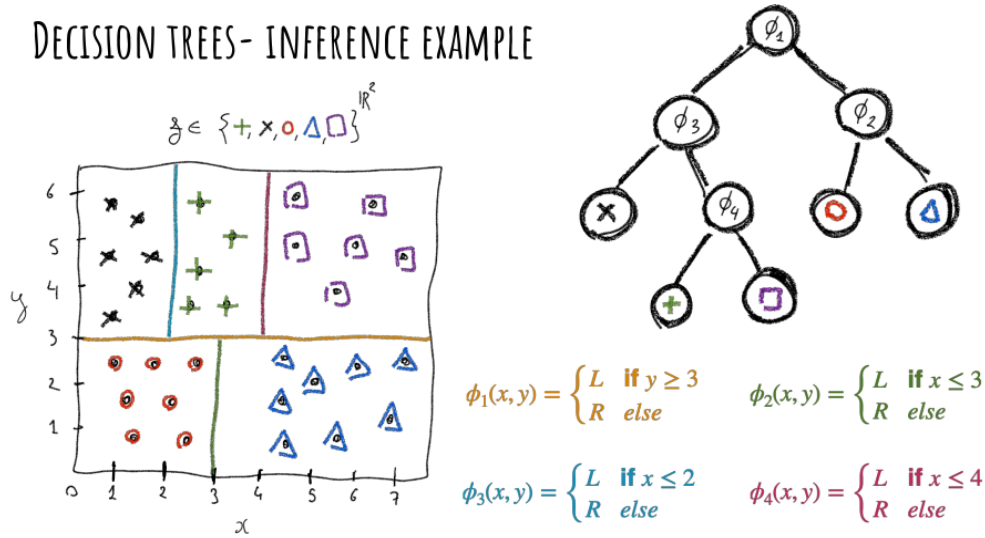 DECISION TREES- INFERENCE EXAMPLE
y ∈ {+, ×, o, Δ, □}^ℝ²
ϕ₁
ϕ₃
ϕ₂
×
ϕ₄
o
Δ
+
□
y
6
5
4
3
2
1
0 1 2 3 4 5 6 7
x
ϕ₁(x, y) = { L if y ≥ 3
R else
ϕ₂(x, y) = { L if x ≤ 3
R else
ϕ₃(x, y) = { L if x ≤ 2
R else
ϕ₄(x, y) = { L if x ≤ 4
R else